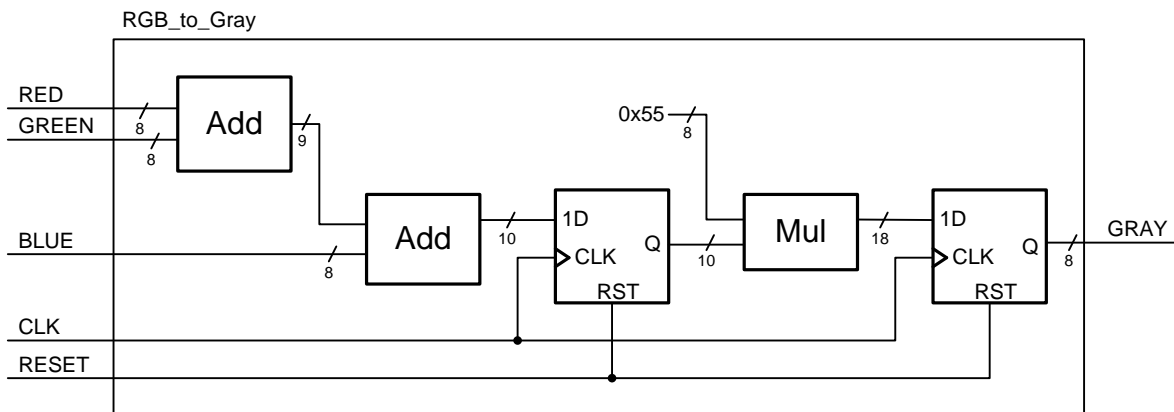 RGB_to_Gray
RED
8
GREEN
8
Add
9
0x55
8
BLUE
8
Add
10
1D
CLK
Q
RST
10
Mul
18
1D
CLK
Q
RST
8
GRAY
CLK
RESET